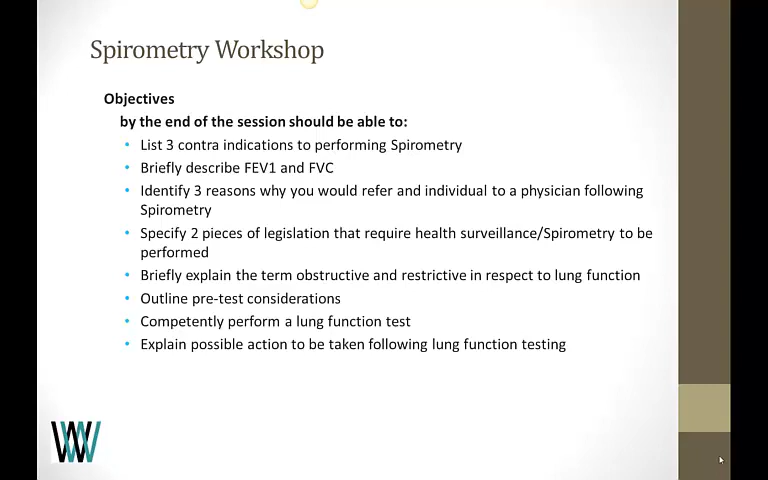 Spirometry Workshop
Objectives
by the end of the session should be able to:
• List 3 contra indications to performing Spirometry
• Briefly describe FEV1 and FVC
• Identify 3 reasons why you would refer and individual to a physician following
Spirometry
• Specify 2 pieces of legislation that require health surveillance/Spirometry to be
performed
• Briefly explain the term obstructive and restrictive in respect to lung function
• Outline pre-test considerations
• Competently perform a lung function test
• Explain possible action to be taken following lung function testing